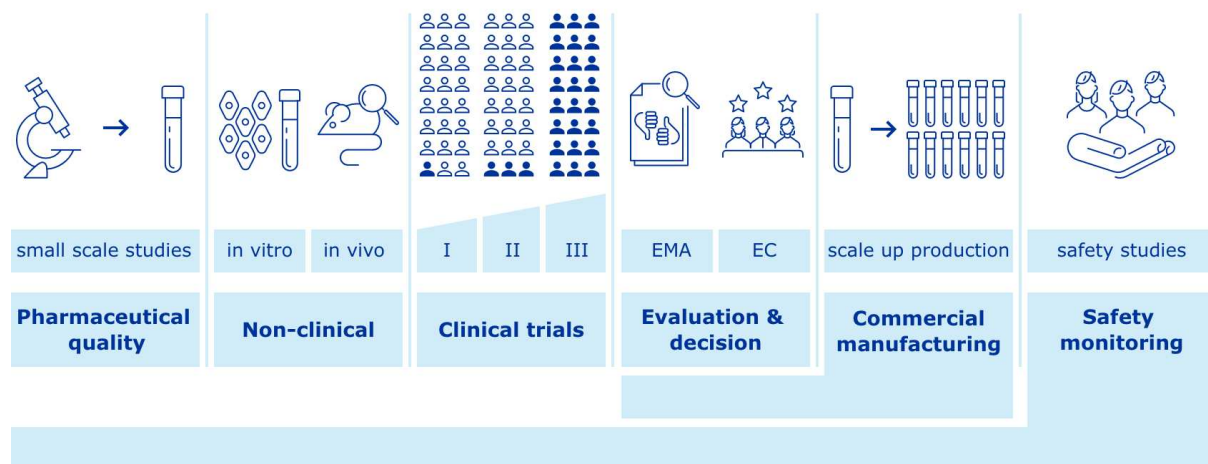 small scale studies
in vitro
in vivo
I
II
III
EMA
EC
scale up production
safety studies
Pharmaceutical
quality
Non-clinical
Clinical trials
Evaluation &
decision
Commercial
manufacturing
Safety
monitoring